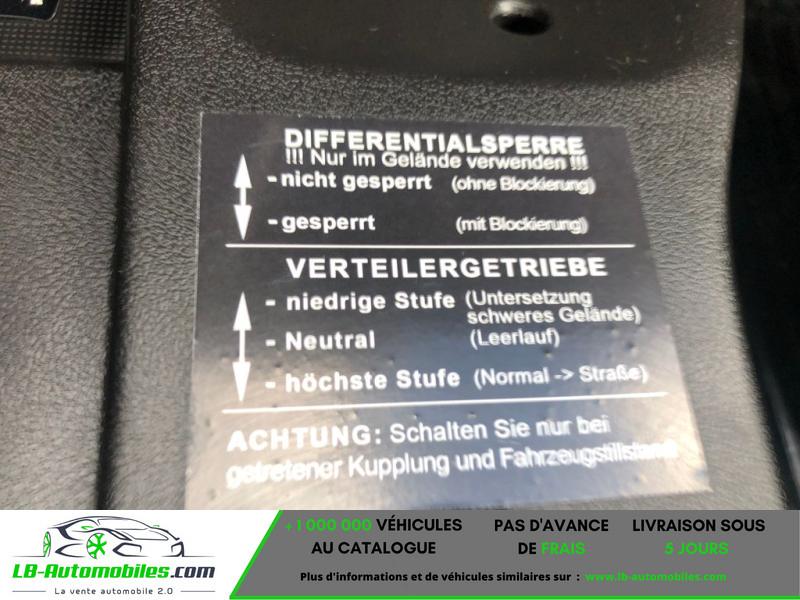 DIFFERENTIALSPERRE
!!! Nur im Gelände verwenden !!!
- nicht gesperrt (ohne Blockierung)
- gesperrt (mit Blockierung)
VERTEILERGETRIEBE
- niedrige Stufe (Untersetzung
schweres Gelände)
- Neutral (Leerlauf)
- höchste Stufe (Normal -> Straße)
ACHTUNG: Schalten Sie nur bei
getretener Kupplung und Fahrzeugstillstand
LB-Automobiles.com
La vente automobile 2.0
+1 000 000 VÉHICULES
AU CATALOGUE
PAS D'AVANCE
DE FRAIS
LIVRAISON SOUS
5 JOURS
Plus d'informations et de véhicules similaires sur : www.lb-automobiles.com